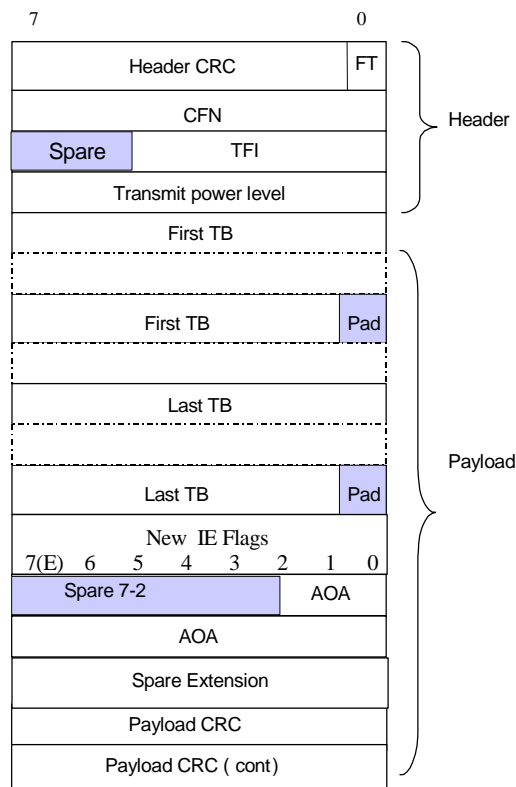 7 0
Header CRC FT
Header
CFN
Spare TFI
Transmit power level
First TB
First TB Pad
Last TB
Payload
Last TB Pad
New IE Flags
7(E) 6 5 4 3 2 1 0
Spare 7-2 AOA
AOA
Spare Extension
Payload CRC
Payload CRC ( cont)